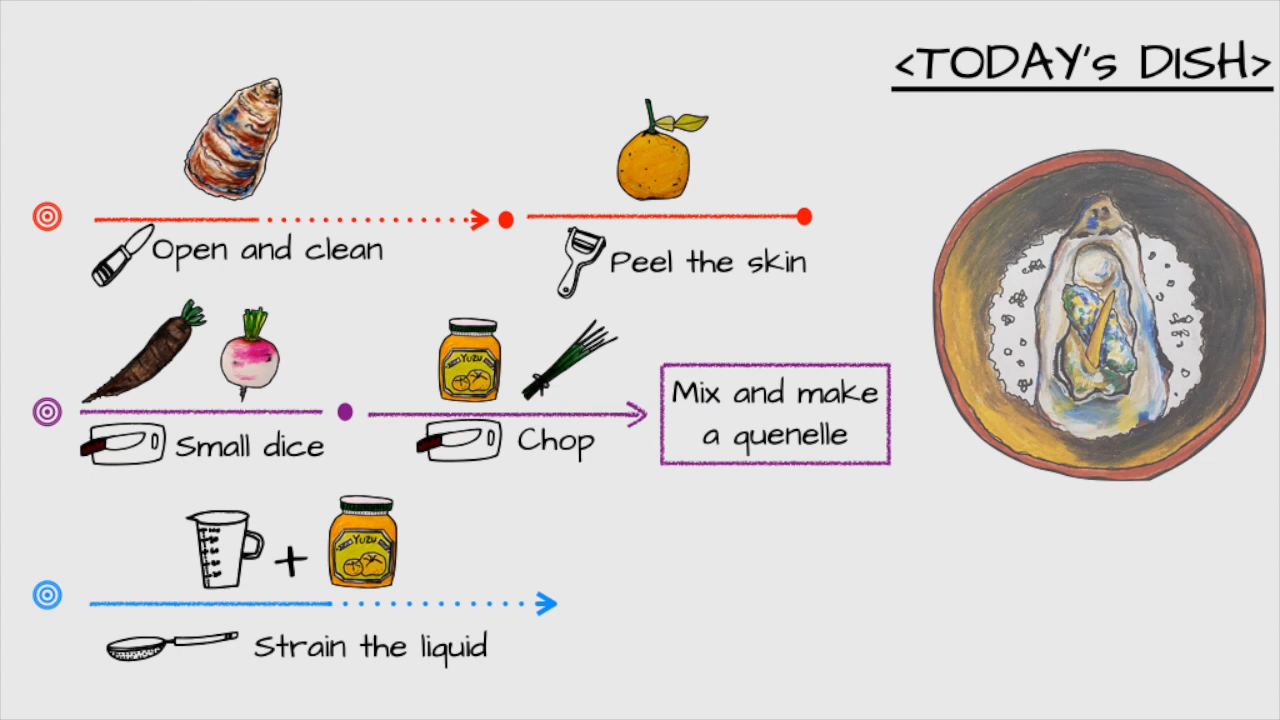 <TODAY's DISH>
Open and clean
Peel the skin
YUZU
Small dice
Chop
Mix and make
a quenelle
YUZU
Strain the liquid